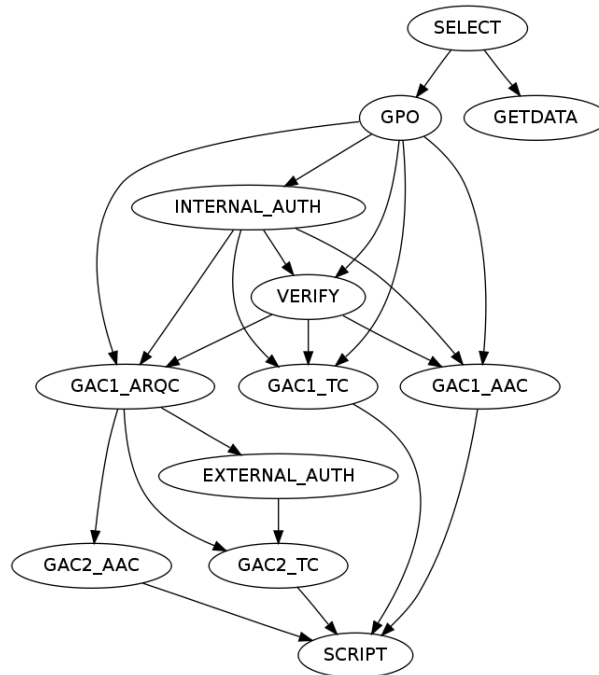 SELECT
GPO
GETDATA
INTERNAL_AUTH
VERIFY
GAC1_ARQC
GAC1_TC
GAC1_AAC
EXTERNAL_AUTH
GAC2_AAC
GAC2_TC
SCRIPT